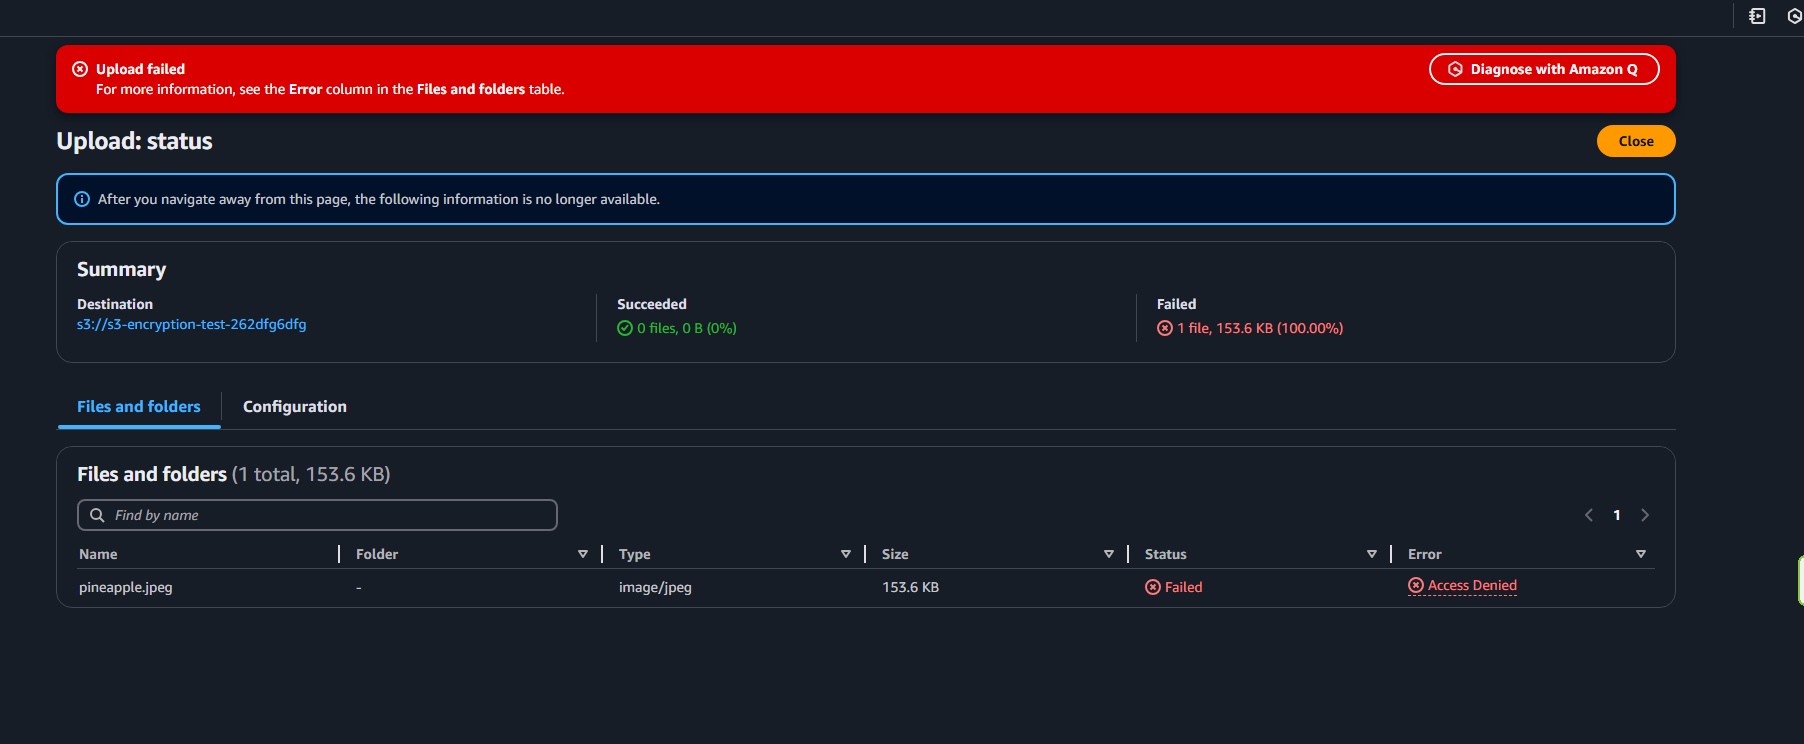 Upload failed
For more information, see the Error column in the Files and folders table.
Diagnose with Amazon Q
Upload: status
Close
After you navigate away from this page, the following information is no longer available.
Summary
Destination
s3://s3-encryption-test-262dfg6dfg
Succeeded
0 files, 0 B (0%)
Failed
1 file, 153.6 KB (100.00%)
Files and folders
Configuration
Files and folders (1 total, 153.6 KB)
Find by name
1
Name Folder Type Size Status Error
pineapple.jpeg - image/jpeg 153.6 KB Failed Access Denied